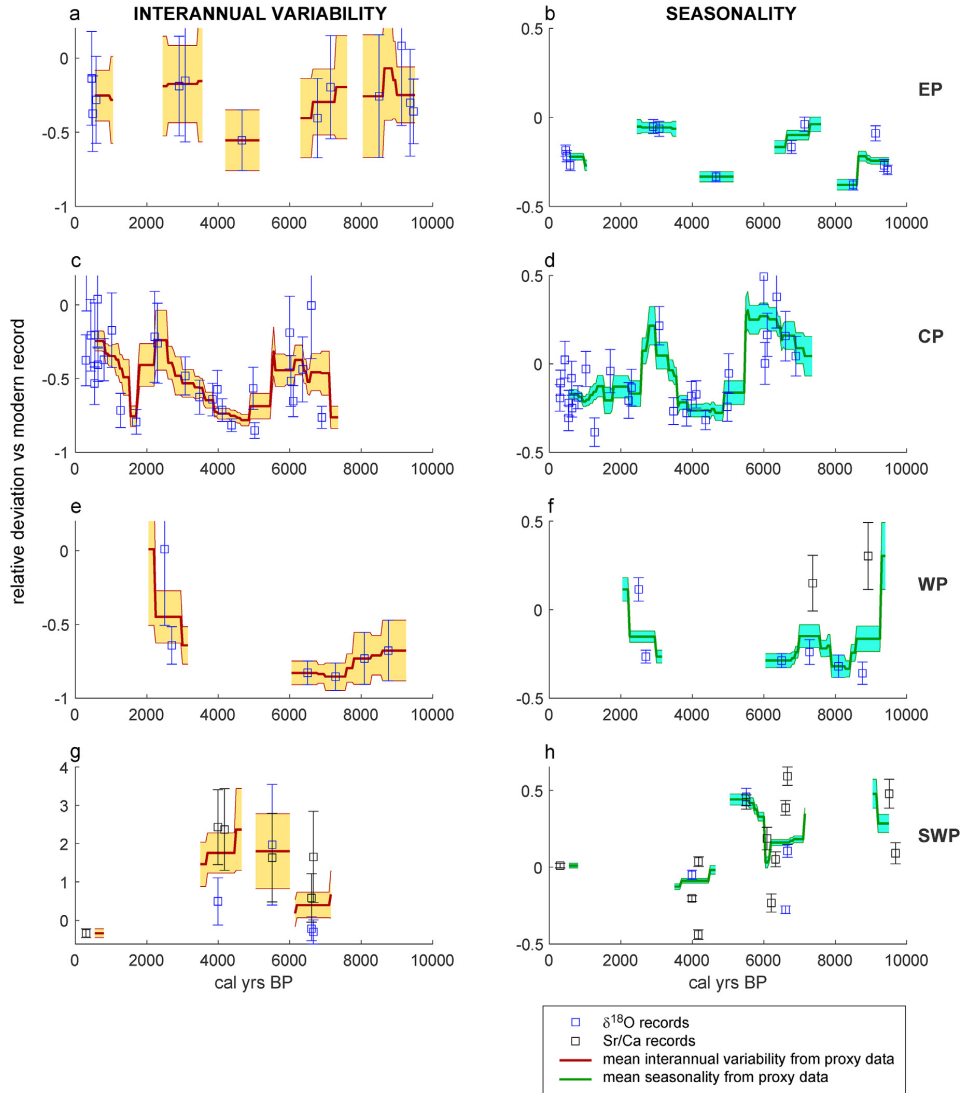 INTERANNUAL VARIABILITY
SEASONALITY
a
0
-0.5
-1
0 2000 4000 6000 8000 10000
b
0.5
0
-0.5
0 2000 4000 6000 8000 10000
EP
c
0
-0.5
-1
0 2000 4000 6000 8000 10000
d
0.5
0
-0.5
0 2000 4000 6000 8000 10000
CP
relative deviation vs modern record
e
0
-0.5
-1
0 2000 4000 6000 8000 10000
f
0.5
0
-0.5
0 2000 4000 6000 8000 10000
WP
g
4
3
2
1
0
0 2000 4000 6000 8000 10000
cal yrs BP
h
0.5
0
-0.5
0 2000 4000 6000 8000 10000
cal yrs BP
SWP
δ18O records
Sr/Ca records
mean interannual variability from proxy data
mean seasonality from proxy data